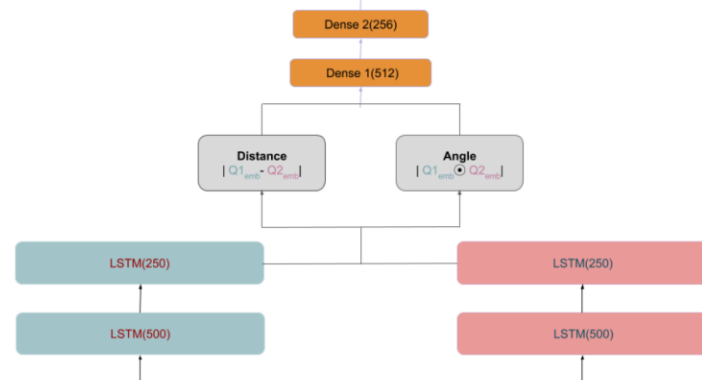 Dense 2(256)
Dense 1(512)
Distance
| Q1emb- Q2emb|
Angle
| Q1emb⊙ Q2emb|
LSTM(250)
LSTM(250)
LSTM(500)
LSTM(500)